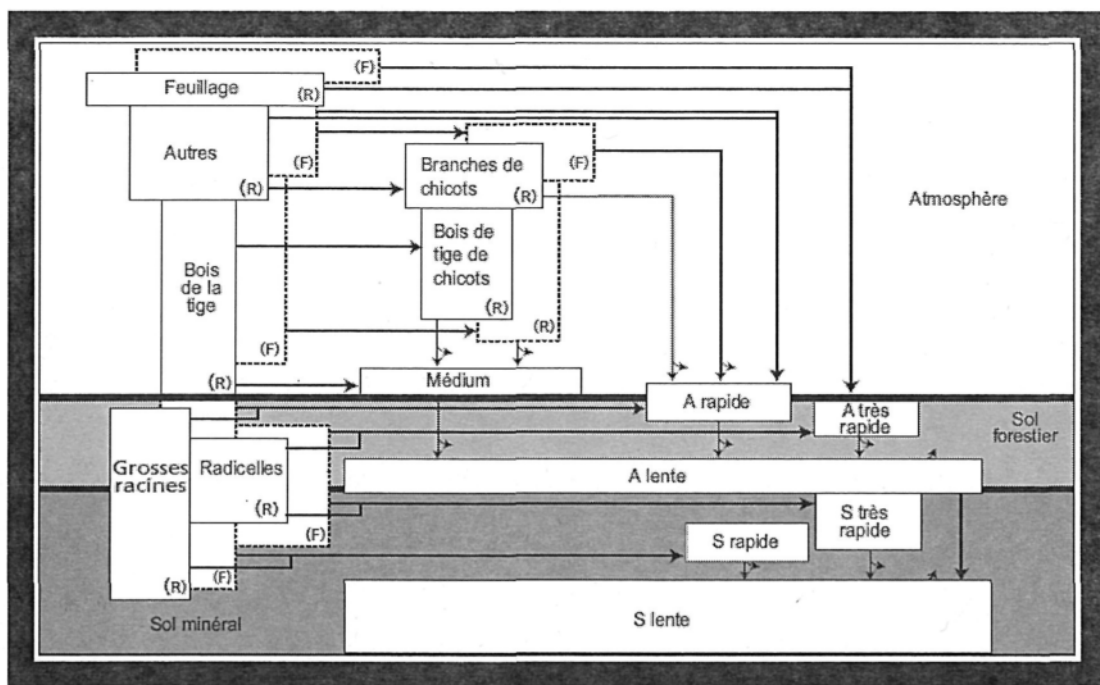 (F)
Feuillage
(R)
Autres
(F)
(R)
Branches de
chicots
(F)
(R)
Atmosphère
Bois
de la
tige
Bois de
tige de
chicots
(R)
(R)
(F)
(R)
Médium
A rapide
A très
rapide
Sol
forestier
Grosses
racines
Radicelles
(R)
(F)
A lente
S très
rapide
S rapide
(R)
(F)
Sol minéral
S lente